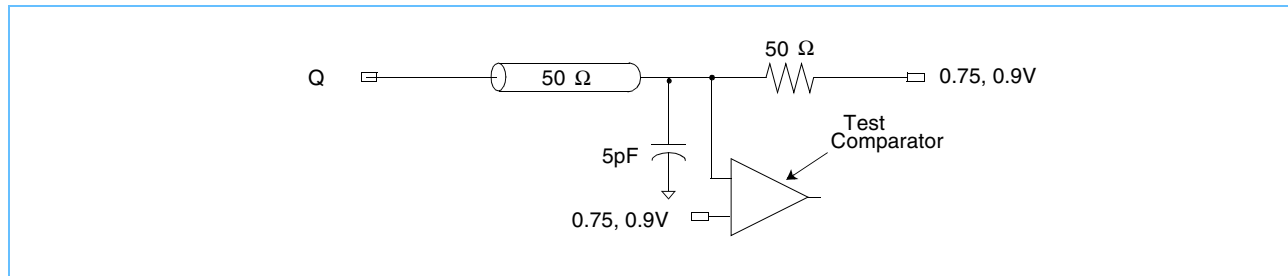 50 Ω
Q
50 Ω
0.75, 0.9V
Test
Comparator
5pF
0.75, 0.9V